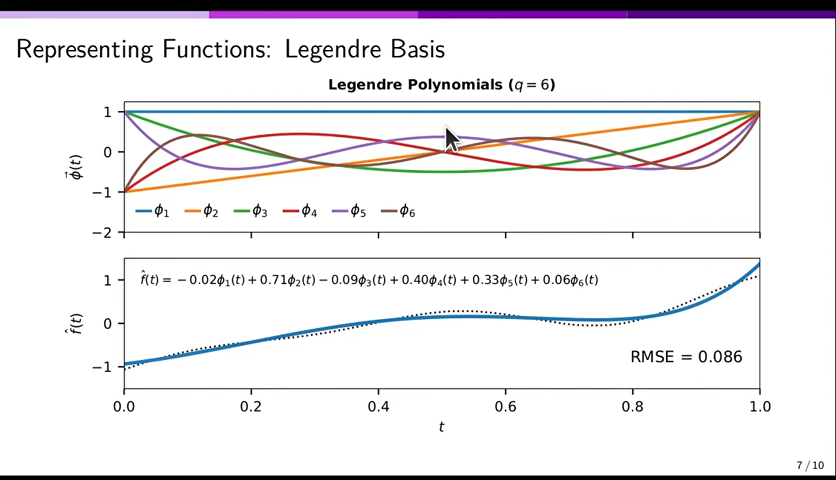 Representing Functions: Legendre Basis
Legendre Polynomials (q = 6)
1
0
−1
−2
ϕ⃗(t)
ϕ₁ ϕ₂ ϕ₃ ϕ₄ ϕ₅ ϕ₆
f̂(t) = − 0.02ϕ₁(t) + 0.71ϕ₂(t) − 0.09ϕ₃(t) + 0.40ϕ₄(t) + 0.33ϕ₅(t) + 0.06ϕ₆(t)
1
0
−1
f̂(t)
RMSE = 0.086
0.0 0.2 0.4 0.6 0.8 1.0
t
7 / 10